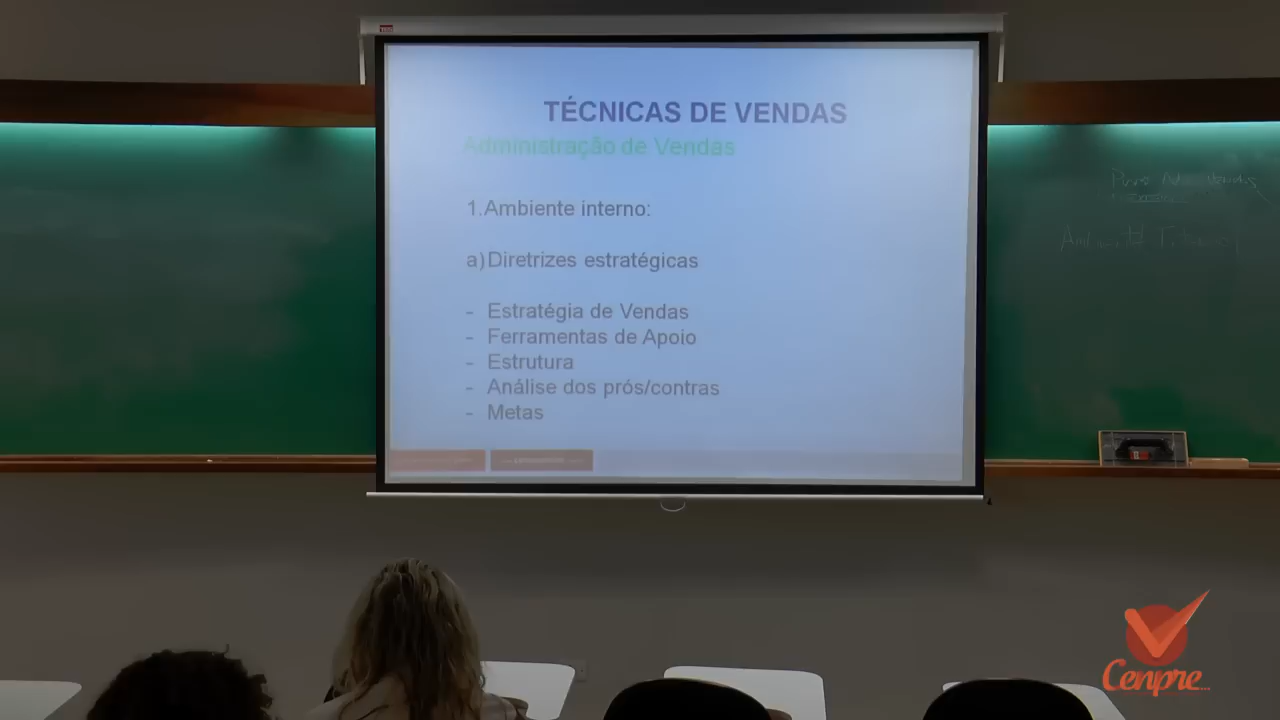 TÉCNICAS DE VENDAS
Administração de Vendas
1.Ambiente interno:
a)Diretrizes estratégicas
- Estratégia de Vendas
- Ferramentas de Apoio
- Estrutura
- Análise dos prós/contras
- Metas
Cenpre...